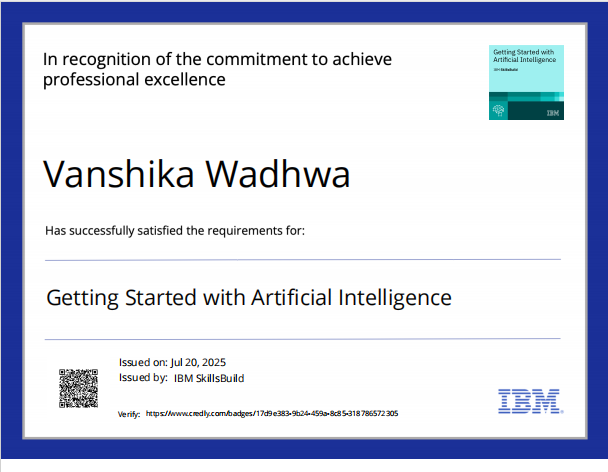 In recognition of the commitment to achieve
professional excellence
Getting Started with
Artificial Intelligence
IBM SkillsBuild
IBM
Vanshika Wadhwa
Has successfully satisfied the requirements for:
Getting Started with Artificial Intelligence
Issued on: Jul 20, 2025
Issued by: IBM SkillsBuild
Verify: https://www.credly.com/badges/17d9e383-9b24-459a-8c85-318786572305
IBM®